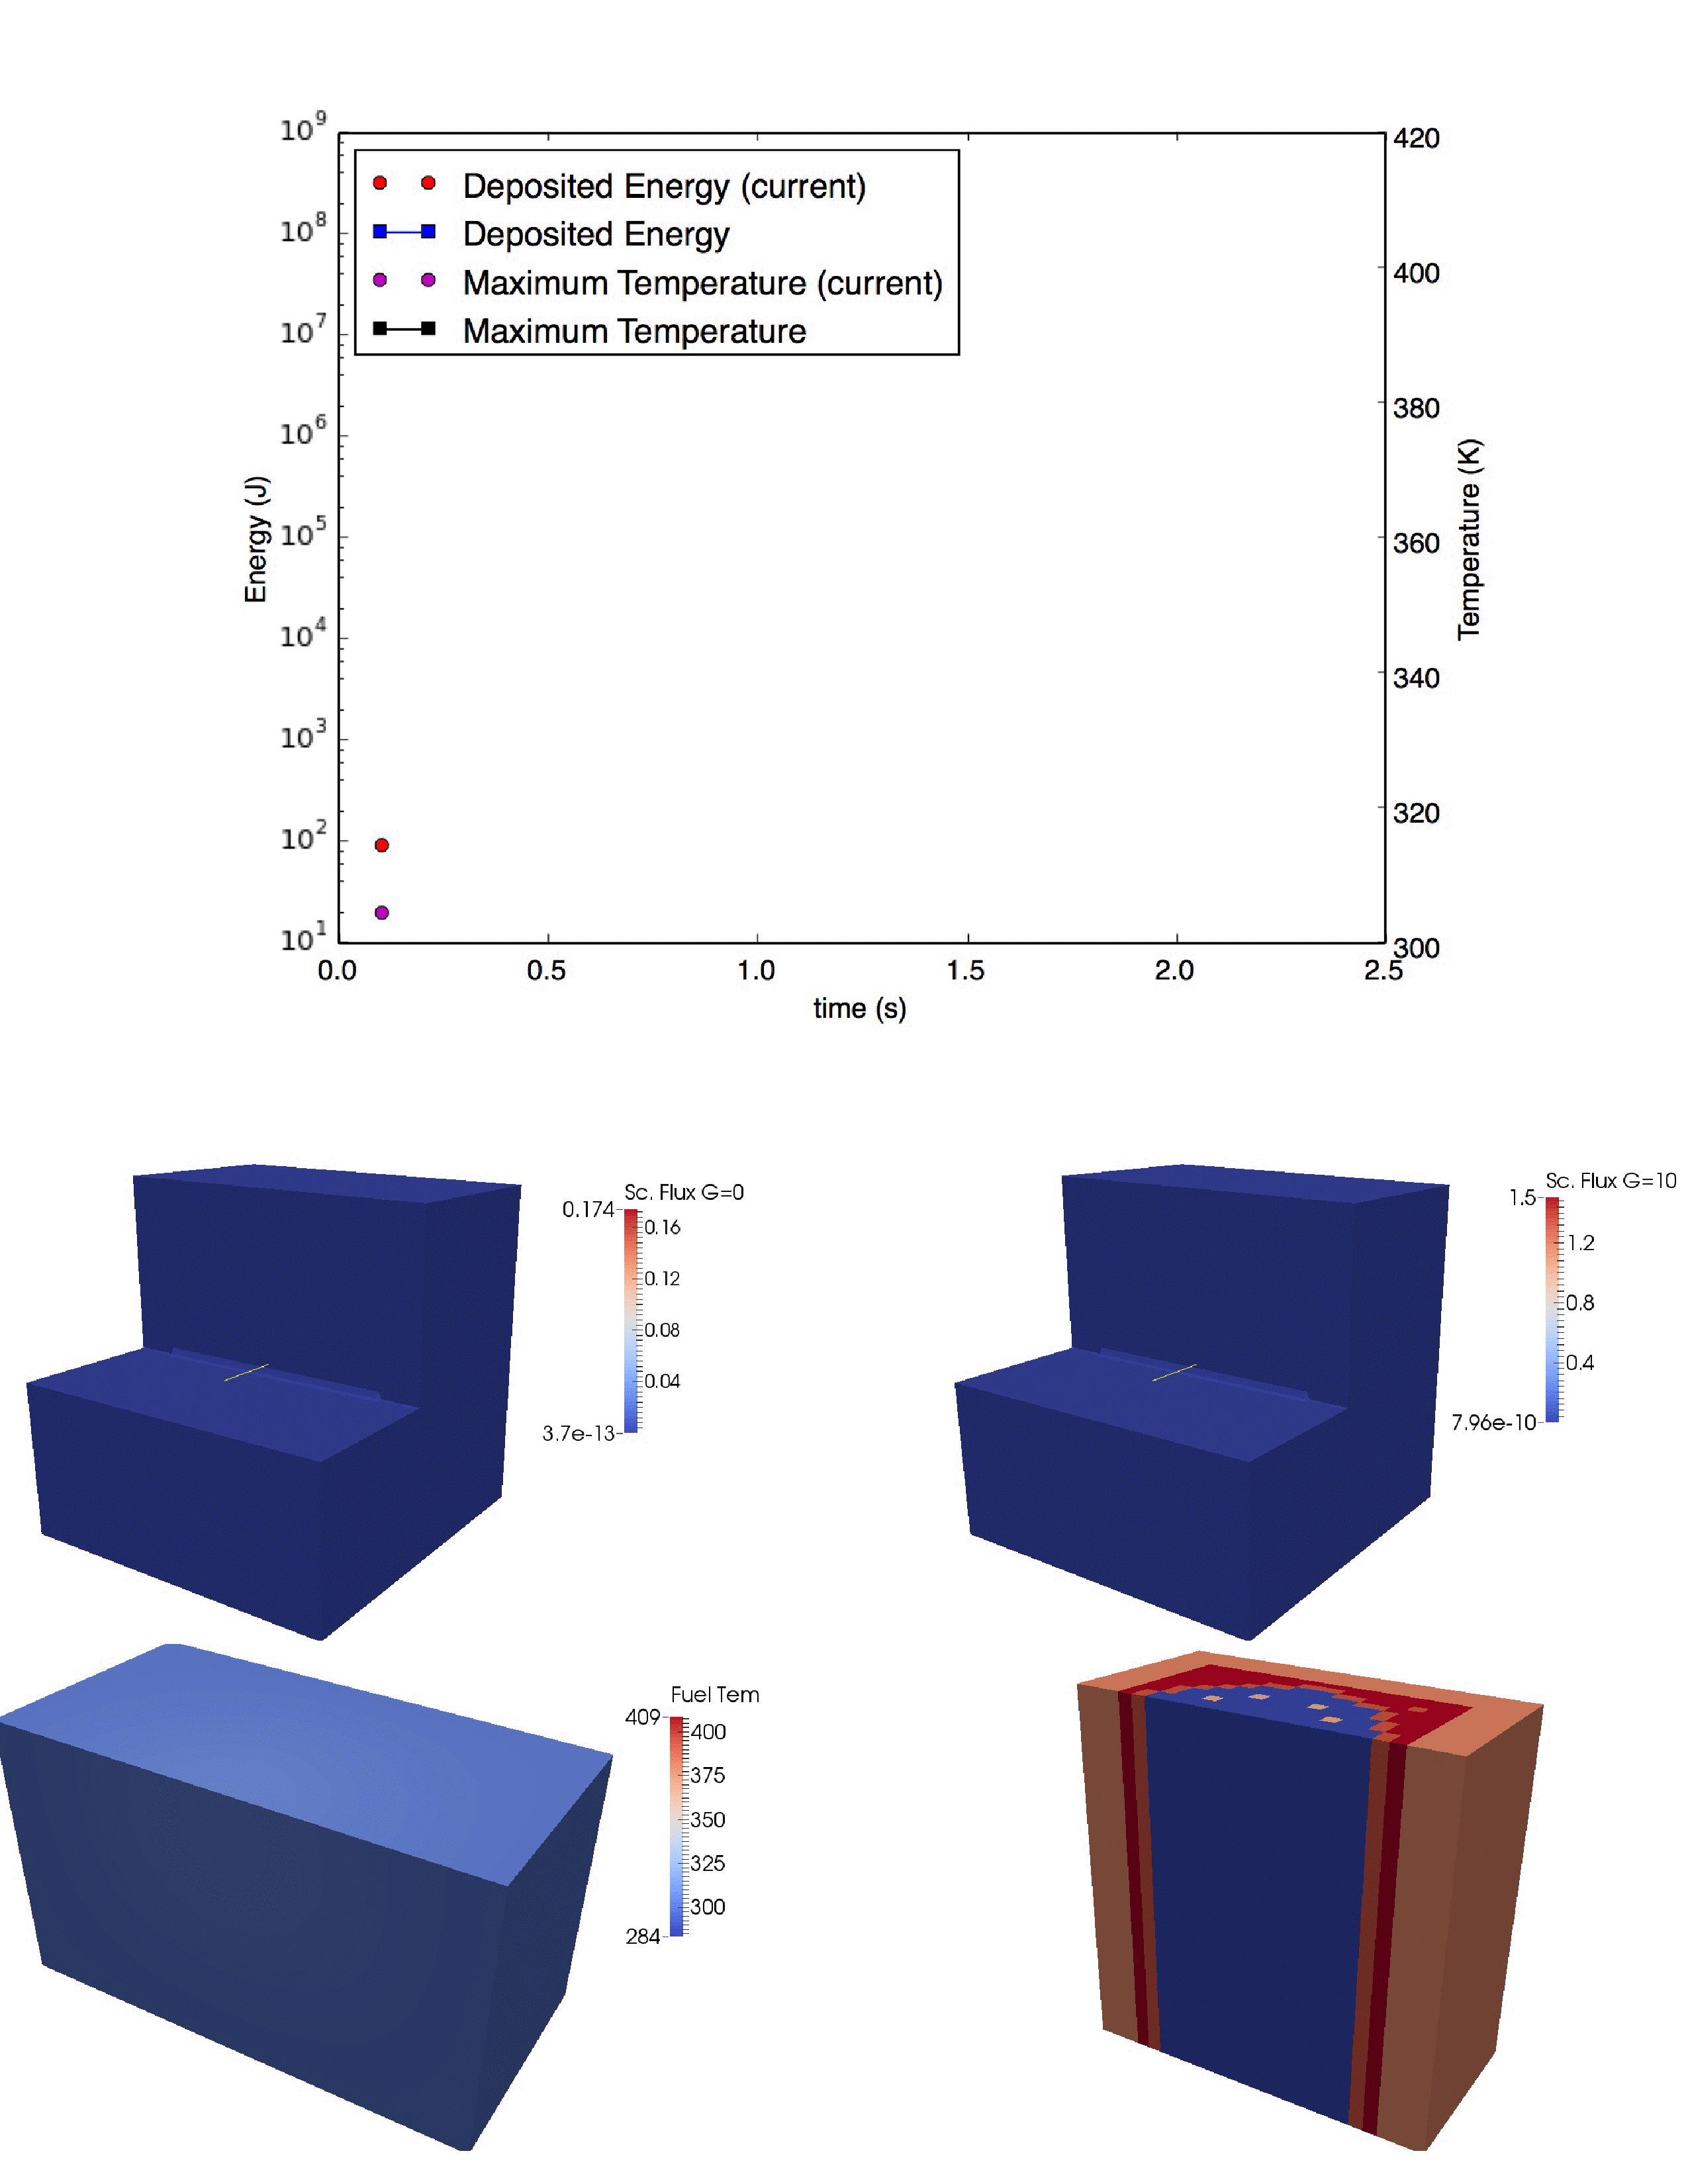 10^9
10^8
10^7
10^6
10^5
10^4
10^3
10^2
10^1
Energy (J)
Deposited Energy (current)
Deposited Energy
Maximum Temperature (current)
Maximum Temperature
420
400
380
360
340
320
300
Temperature (K)
0.0 0.5 1.0 1.5 2.0 2.5
time (s)
Sc. Flux G=0
0.174
0.16
0.12
0.08
0.04
3.7e-13
Sc. Flux G=10
1.5
1.2
0.8
0.4
7.96e-10
Fuel Tem
409
400
375
350
325
300
284